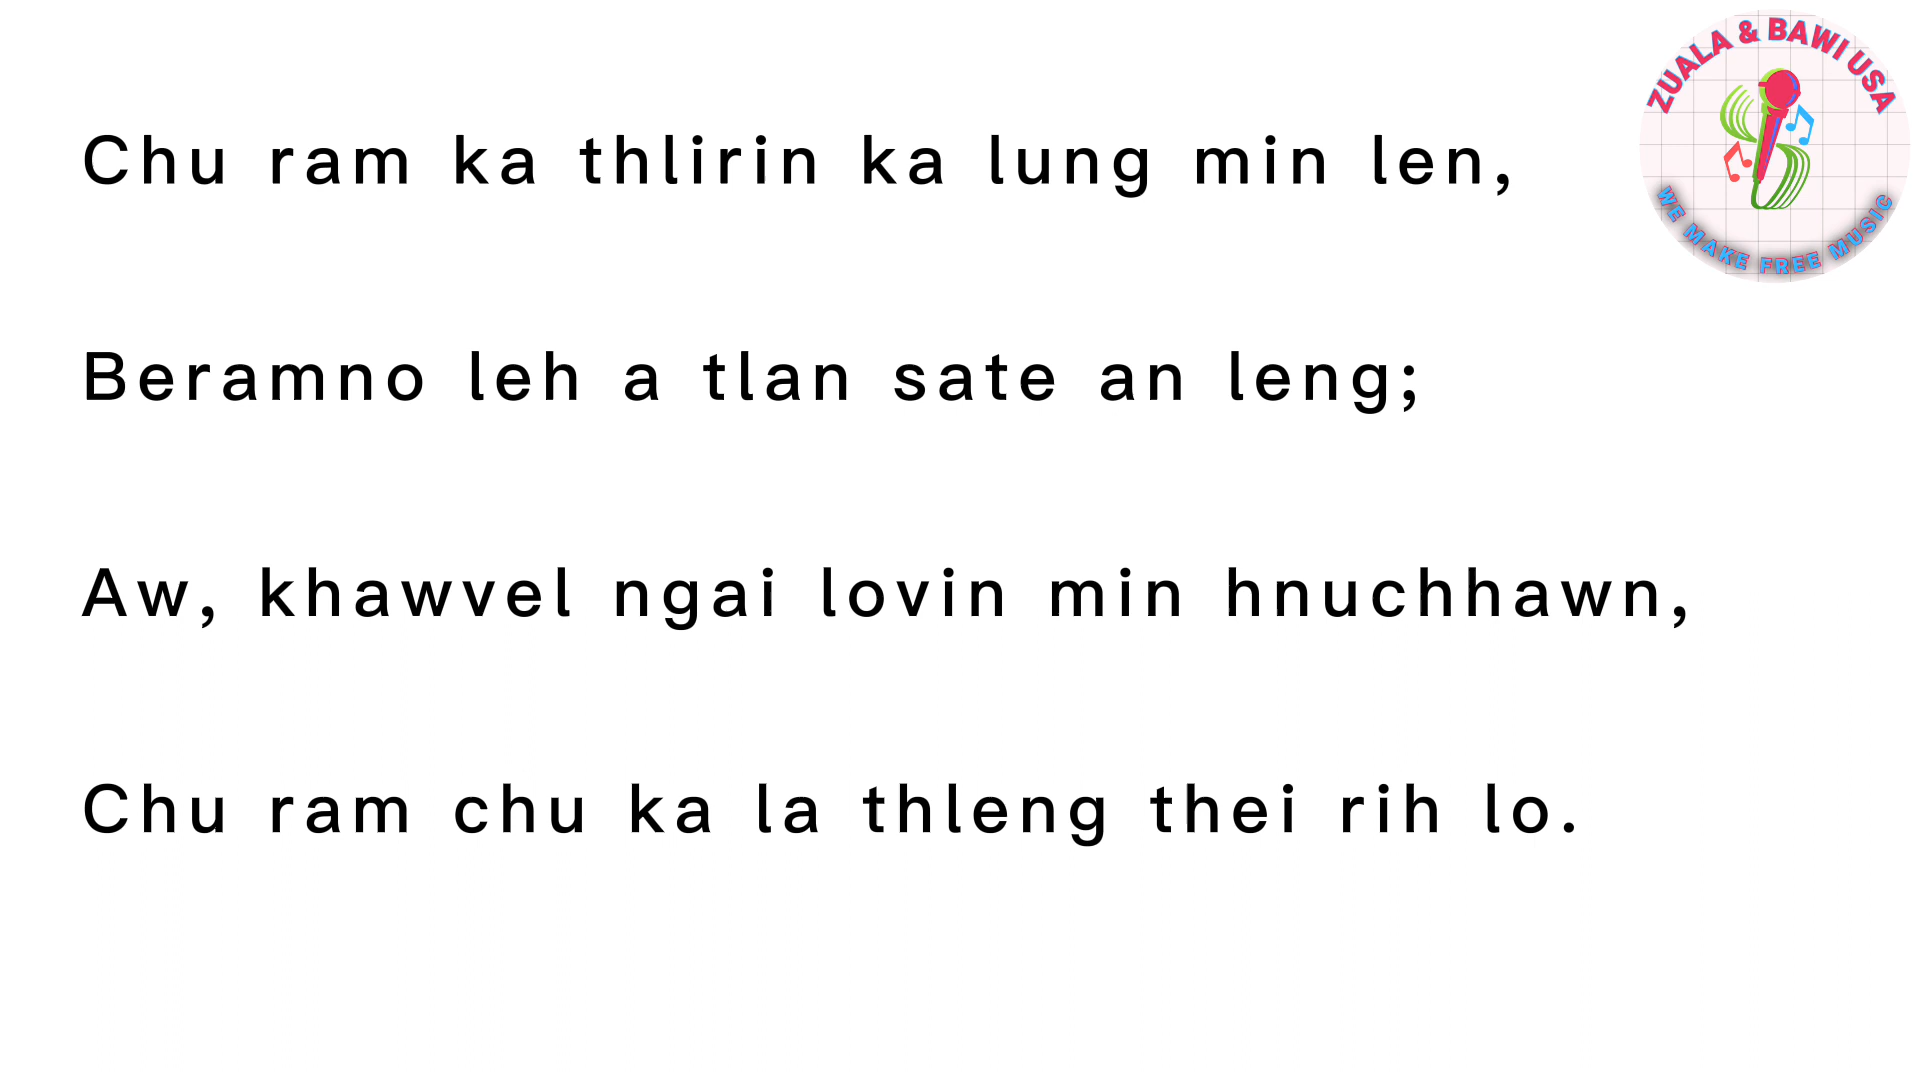 ZUALA & BAWI USA
WE MAKE FREE MUSIC
Chu ram ka thlirin ka lung min len,
Beramno leh a tlan sate an leng;
Aw, khawvel ngai lovin min hnuchhawn,
Chu ram chu ka la thleng thei rih lo.